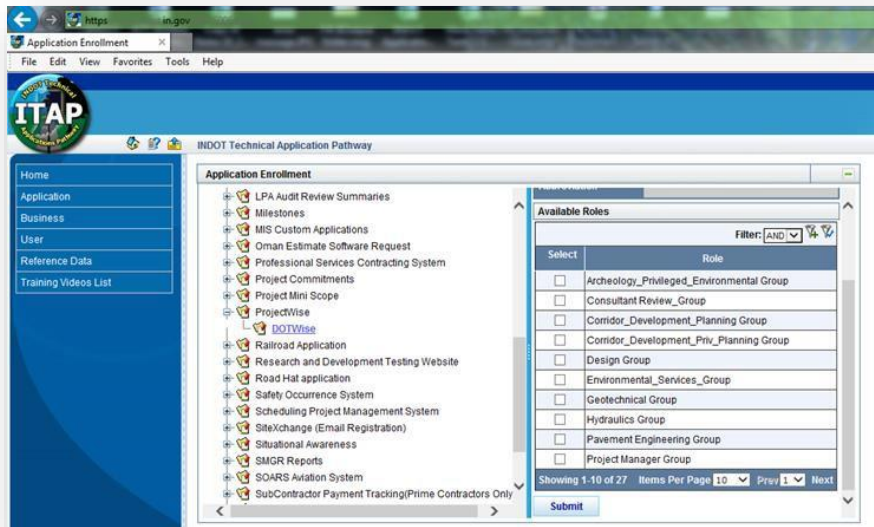 https in.gov
Application Enrollment
File Edit View Favorites Tools Help
INDOT Technical
ITAP
Applications Pathway
INDOT Technical Application Pathway
Home
Application
Business
User
Reference Data
Training Videos List
Application Enrollment
LPA Audit Review Summaries
Milestones
MIS Custom Applications
Oman Estimate Software Request
Professional Services Contracting System
Project Commitments
Project Mini Scope
ProjectWise
DOTWise
Railroad Application
Research and Development Testing Website
Road Hat application
Safety Occurrence System
Scheduling Project Management System
SiteXchange (Email Registration)
Situational Awareness
SMGR Reports
SOARS Aviation System
SubContractor Payment Tracking(Prime Contractors Only
Available Roles
Filter: AND
Select Role
Archeology_Privileged_Environmental Group
Consultant Review_Group
Corridor_Development_Planning Group
Corridor_Development_Priv_Planning Group
Design Group
Environmental_Services_Group
Geotechnical Group
Hydraulics Group
Pavement Engineering Group
Project Manager Group
Showing 1-10 of 27 Items Per Page 10 Prev 1 Next
Submit